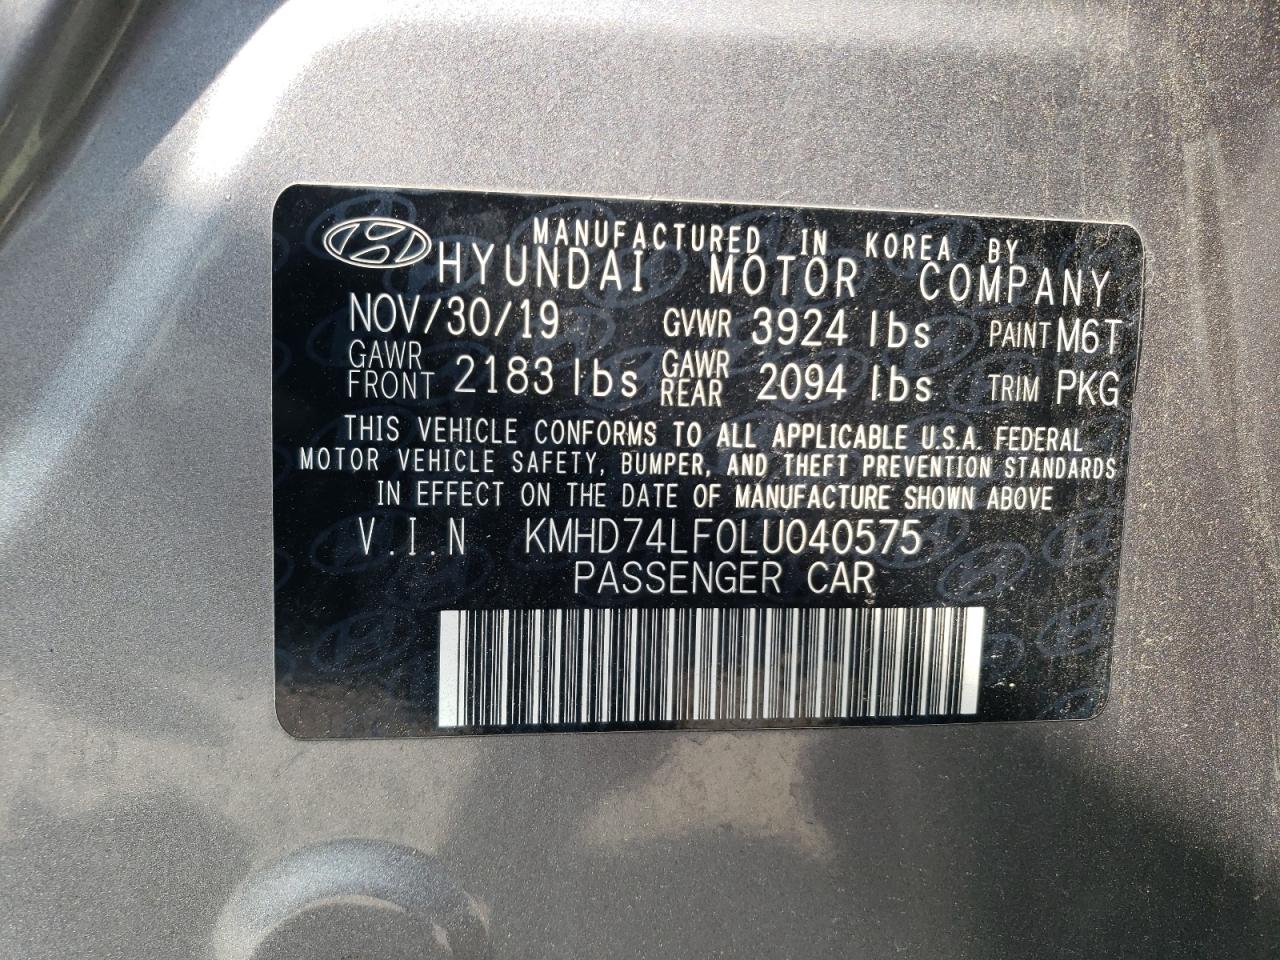 MANUFACTURED IN KOREA BY
HYUNDAI MOTOR COMPANY
NOV/30/19 GVWR 3924 lbs PAINT M6T
GAWR FRONT 2183 lbs GAWR REAR 2094 lbs TRIM PKG
THIS VEHICLE CONFORMS TO ALL APPLICABLE U.S.A. FEDERAL
MOTOR VEHICLE SAFETY, BUMPER, AND THEFT PREVENTION STANDARDS
IN EFFECT ON THE DATE OF MANUFACTURE SHOWN ABOVE
V.I.N KMHD74LF0LU040575
PASSENGER CAR